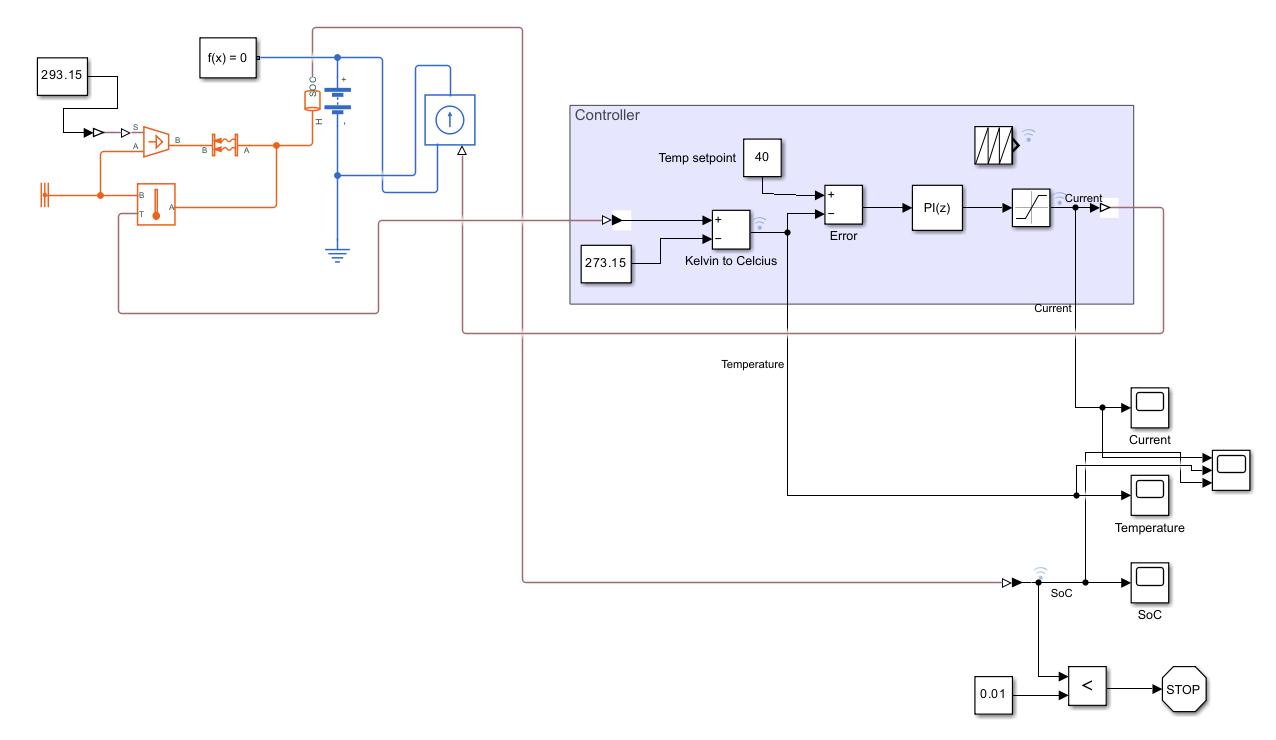 293.15
f(x) = 0
SOC
H
+
-
S
A
B
B
A
B
T
A
Controller
Temp setpoint
40
+
−
Error
PI(z)
Current
273.15
+
−
Kelvin to Celcius
Current
Temperature
Current
Temperature
SoC
SoC
0.01
<
STOP